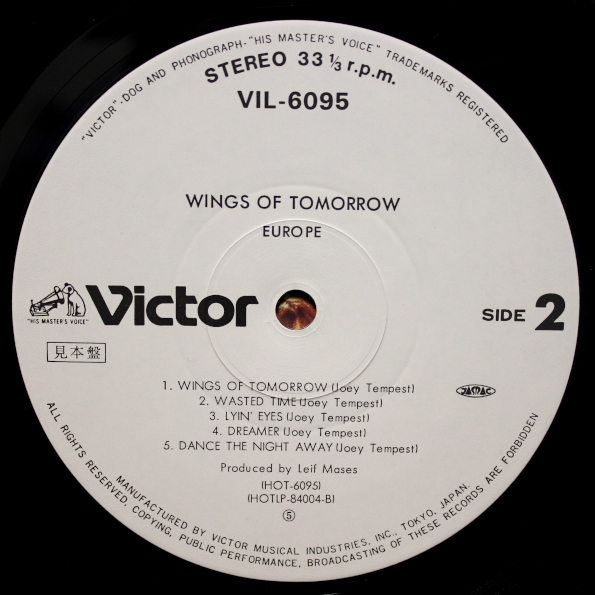 "VICTOR"-DOG AND PHONOGRAPH-"HIS MASTER'S VOICE" TRADEMARKS REGISTERED
STEREO 33 ⅓ r.p.m.
VIL-6095
WINGS OF TOMORROW
EUROPE
"HIS MASTER'S VOICE"
Victor
SIDE 2
見本盤
1. WINGS OF TOMORROW (Joey Tempest)
2. WASTED TIME (Joey Tempest)
3. LYIN' EYES (Joey Tempest)
4. DREAMER (Joey Tempest)
5. DANCE THE NIGHT AWAY (Joey Tempest)
JASRAC
Produced by Leif Mases
(HOT-6095)
(HOTLP-84004-B)
⑤
ALL RIGHTS RESERVED, COPYING, PUBLIC PERFORMANCE, BROADCASTING OF THESE RECORDS ARE FORBIDDEN
MANUFACTURED BY VICTOR MUSICAL INDUSTRIES, INC., TOKYO, JAPAN.